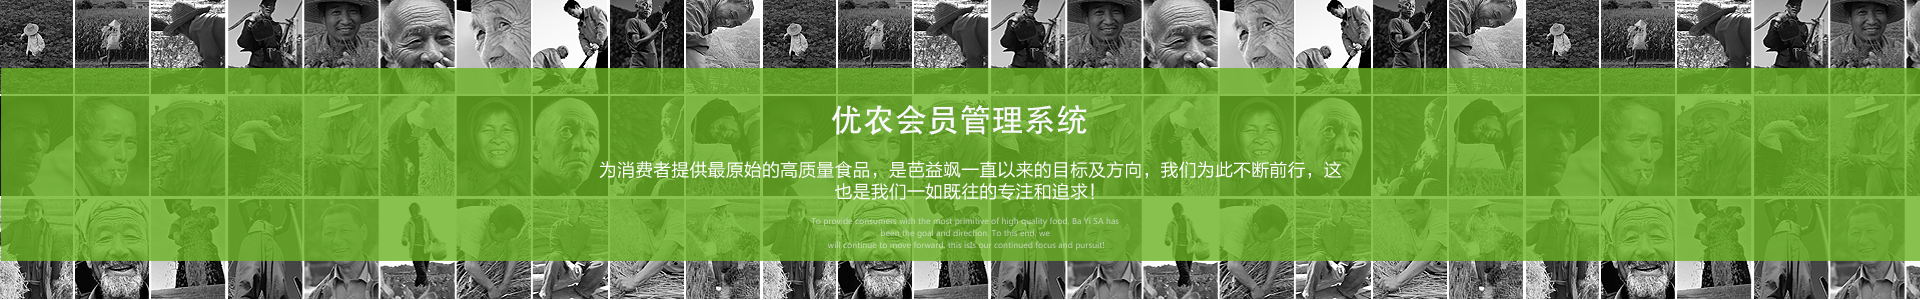 优农会员管理系统
为消费者提供最原始的高质量食品，是芭益飒一直以来的目标及方向，我们为此不断前行，这
也是我们一如既往的专注和追求！
To provide consumers with the most primitive of high quality food, Ba Yi SA has
been the goal and direction. To this end, we
will continue to move forward, this isIs our continued focus and pursuit!